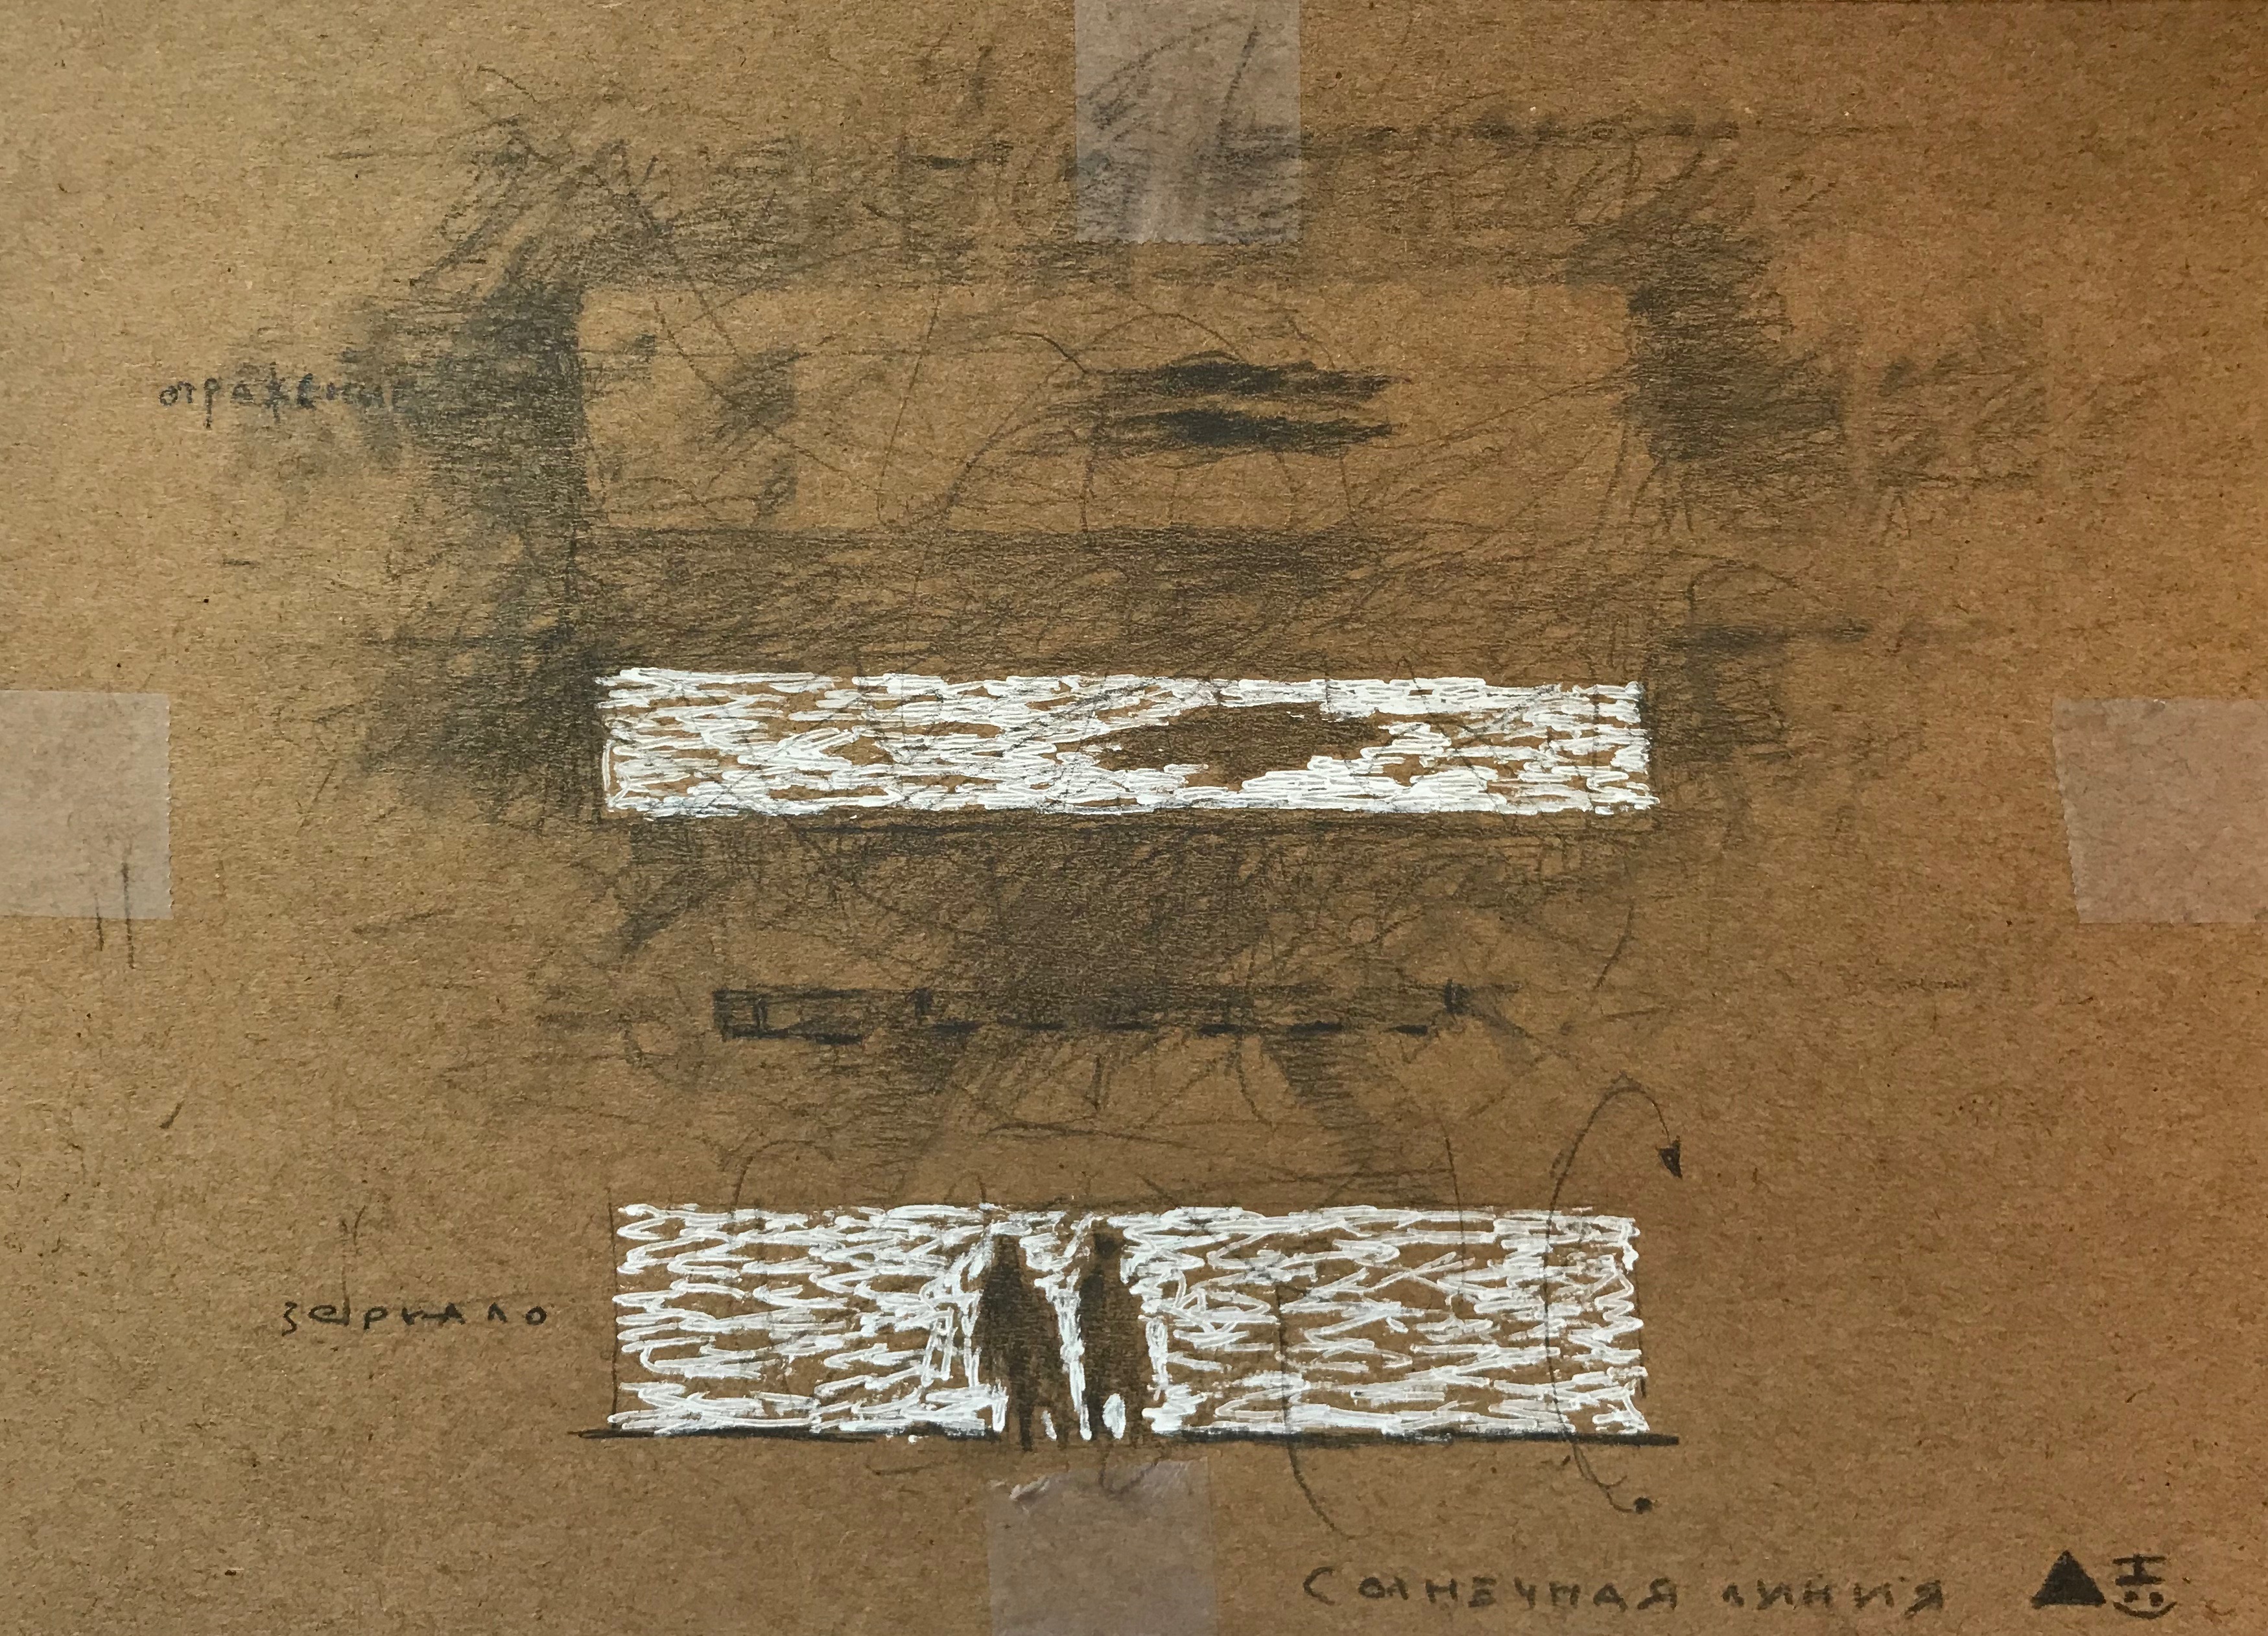 отражение
зеркало
солнечная линия